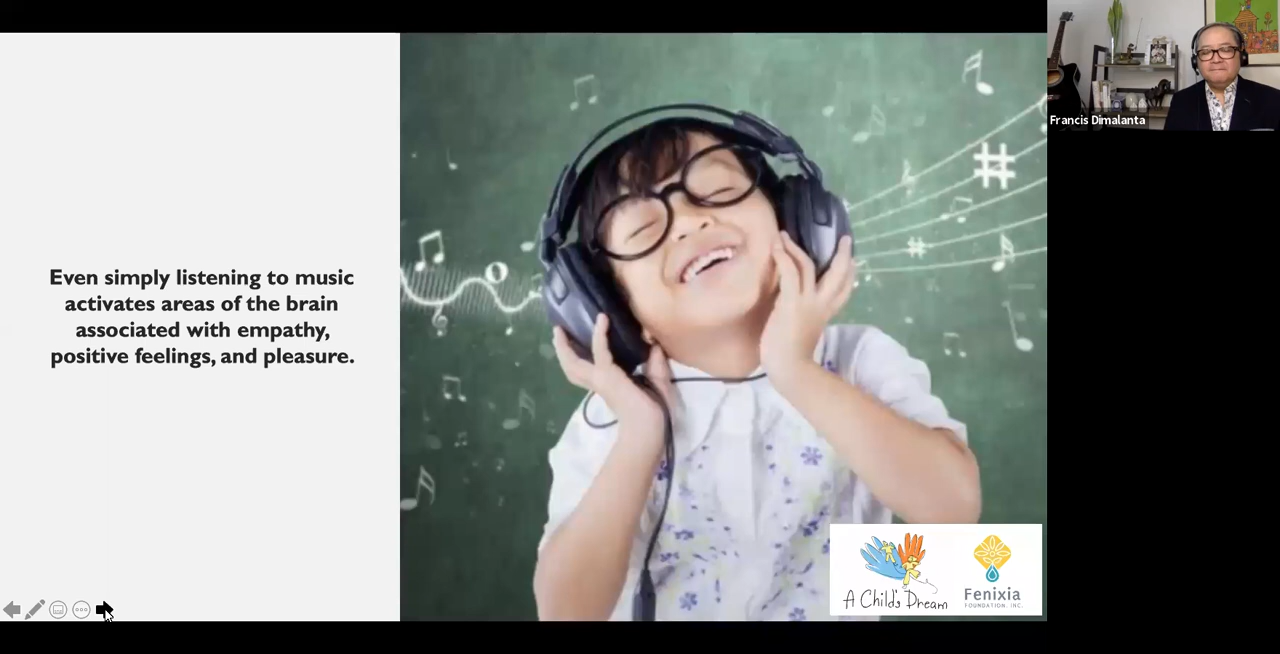 Even simply listening to music
activates areas of the brain
associated with empathy,
positive feelings, and pleasure.
Francis Dimalanta
A Child's Dream
Fenixia
FOUNDATION, INC.